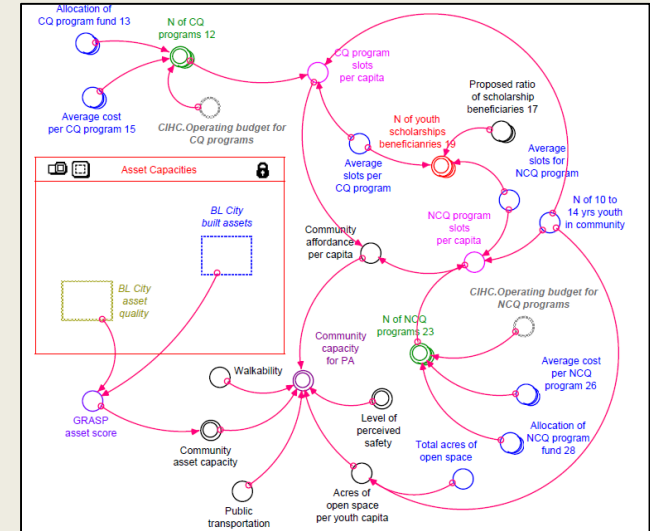 Allocation of
CQ program fund 13
N of CQ
programs 12
CQ program
slots
per capita
Average cost
per CQ program 15
CIHC.Operating budget for
CQ programs
Proposed ratio
of scholarship
beneficiaries 17
N of youth
scholarships
beneficianries 19
Average
slots per
CQ program
Average
slots for
NCQ program
Asset Capacities
BL City
built assets
BL City
asset
quality
Community
affordance
per capita
NCQ program
slots
per capita
N of 10 to
14 yrs youth
in community
CIHC.Operating budget for
NCQ programs
N of NCQ
programs 23
Community
capacity
for PA
Walkability
Average cost
per NCQ
program 26
GRASP
asset score
Community
asset capacity
Level of
perceived
safety
Total acres of
open space
Allocation of
NCQ program
fund 28
Public
transportation
Acres of
open space
per youth capita